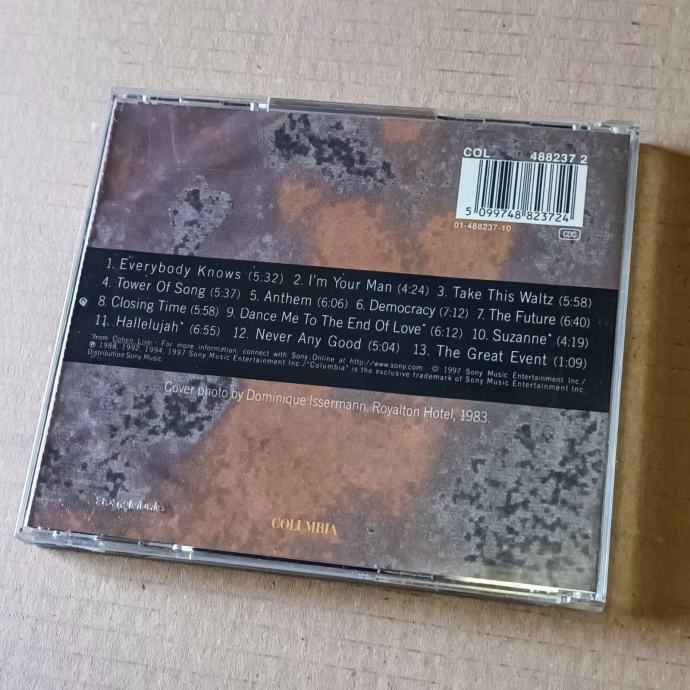 COL 488237 2
5 099748 823724
01-488237-10
CDC
1. Everybody Knows (5:32) 2. I'm Your Man (4:24) 3. Take This Waltz (5:58)
4. Tower Of Song (5:37) 5. Anthem (6:06) 6. Democracy (7:12) 7. The Future (6:40)
8. Closing Time (5:58) 9. Dance Me To The End Of Love* (6:12) 10. Suzanne* (4:19)
11. Hallelujah* (6:55) 12. Never Any Good (5:04) 13. The Great Event (1:09)
*from Cohen Live - For more information, connect with Sony Online at http://www.sony.com. © 1997 Sony Music Entertainment Inc./
℗ 1988, 1992, 1994, 1997 Sony Music Entertainment Inc./"Columbia" is the exclusive trademark of Sony Music Entertainment Inc.
Distribution Sony Music
Cover photo by Dominique Issermann, Royalton Hotel, 1983.
COLUMBIA